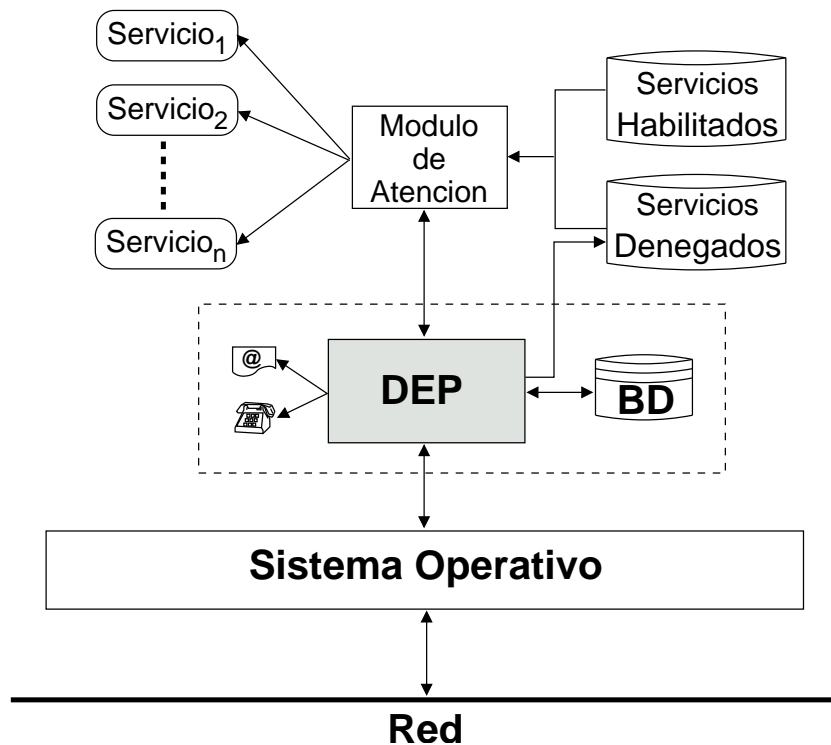 Servicio1
Servicio2
Servicion
Modulo
de
Atencion
Servicios
Habilitados
Servicios
Denegados
@
DEP
BD
Sistema Operativo
Red